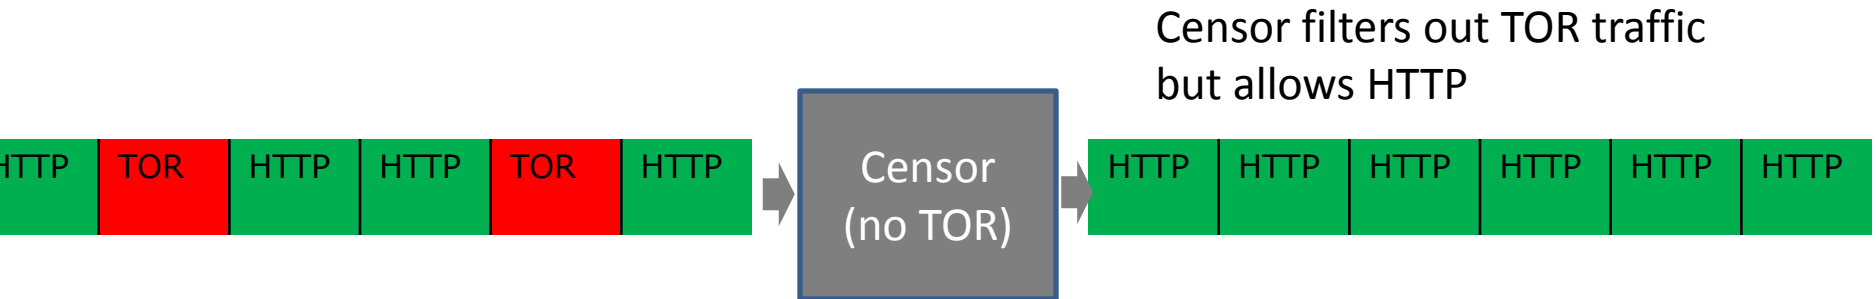 Censor filters out TOR traffic
but allows HTTP
HTTP TOR HTTP HTTP TOR HTTP
Censor
(no TOR)
HTTP HTTP HTTP HTTP HTTP HTTP